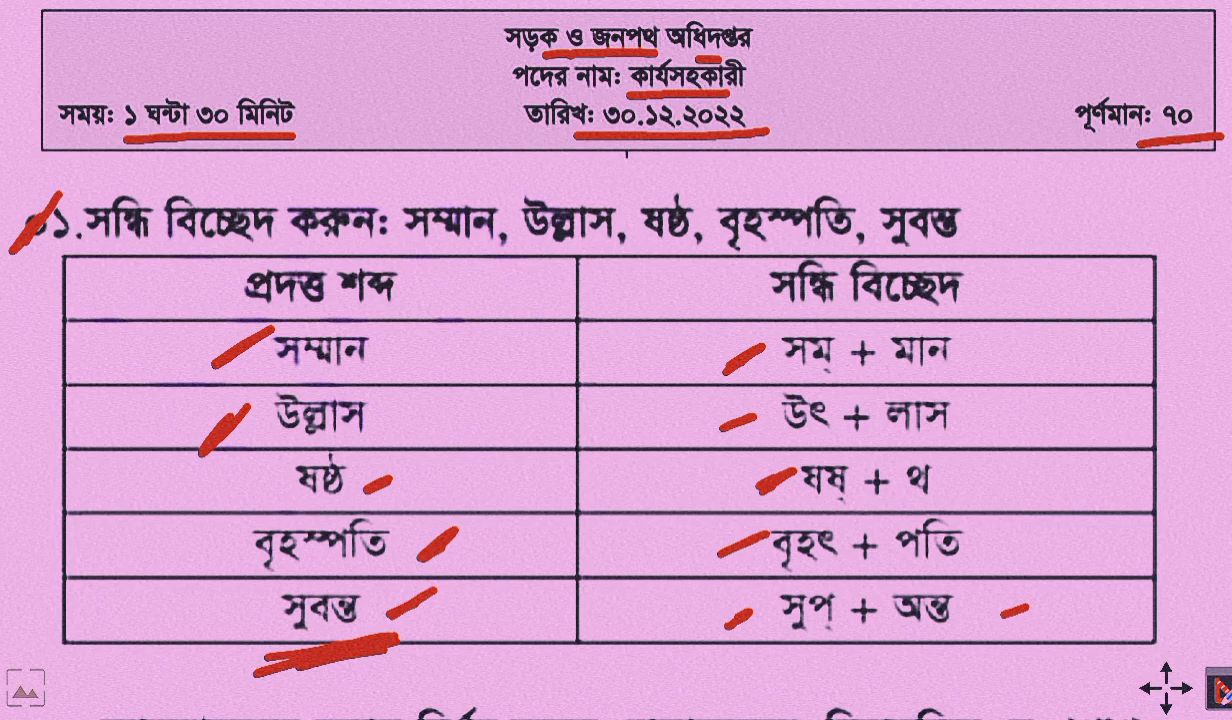 সড়ক ও জনপথ অধিদপ্তর
পদের নাম: কার্যসহকারী
সময়: ১ ঘন্টা ৩০ মিনিট তারিখ: ৩০.১২.২০২২ পূর্ণমান: ৭০
০১.সন্ধি বিচ্ছেদ করুন: সম্মান, উল্লাস, ষষ্ঠ, বৃহস্পতি, সুবন্ত
প্রদত্ত শব্দ সন্ধি বিচ্ছেদ
সম্মান সম্ + মান
উল্লাস উৎ + লাস
ষষ্ঠ ষষ্ + থ
বৃহস্পতি বৃহৎ + পতি
সুবন্ত সুপ্ + অন্ত